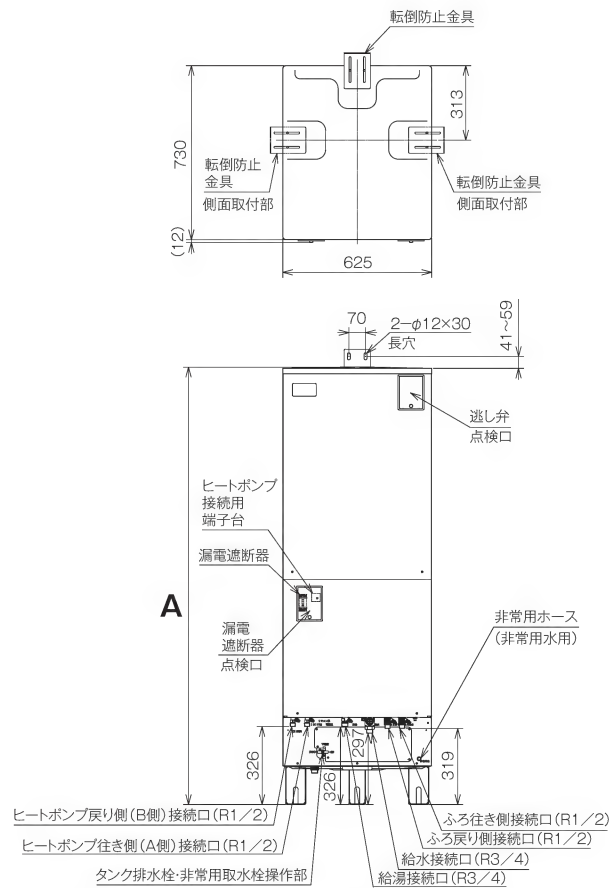 転倒防止金具
313
730
(12)
転倒防止
金具
側面取付部
転倒防止金具
側面取付部
625
70
2-φ12×30
長穴
41~59
逃し弁
点検口
ヒートポンプ
接続用
端子台
漏電遮断器
A
漏電
遮断器
点検口
非常用ホース
(非常用水用)
326
326
297
319
ヒートポンプ戻り側(B側)接続口(R1/2)
ヒートポンプ往き側(A側)接続口(R1/2)
タンク排水栓・非常用取水栓操作部
ふろ往き側接続口(R1/2)
ふろ戻り側接続口(R1/2)
給水接続口(R3/4)
給湯接続口(R3/4)